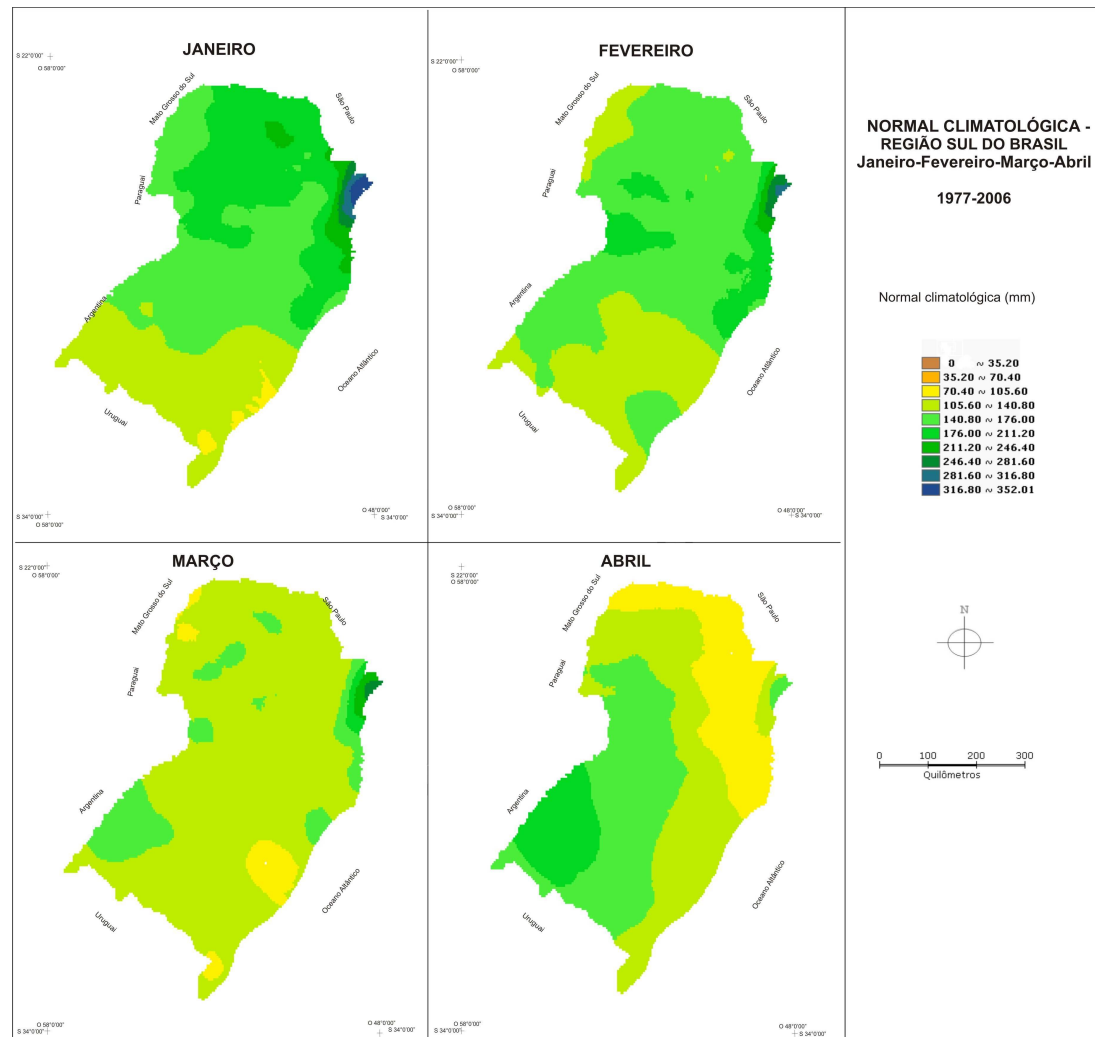 JANEIRO
S 22°0'00"
O 58°0'00"
Mato Grosso do Sul
São Paulo
Paraguai
Argentina
Oceano Atlântico
Uruguai
S 34°0'00"
O 58°0'00"
O 48°0'00"
S 34°0'00"
FEVEREIRO
S 22°0'00"
O 58°0'00"
Mato Grosso do Sul
São Paulo
Paraguai
Argentina
Oceano Atlântico
Uruguai
S 34°0'00"
O 58°0'00"
O 48°0'00"
S 34°0'00"
MARÇO
S 22°0'00"
O 58°0'00"
Mato Grosso do Sul
São Paulo
Paraguai
Argentina
Oceano Altlântico
Uruguai
O 58°0'00"
S 34°0'00"
O 48°0'00"
S 34°0'00"
ABRIL
S 22°0'00"
O 58°0'00"
Mato Grosso do Sul
São Paulo
Paraguai
Argentina
Oceano Altlântico
Uruguai
S 34°0'00"
O 58°0'00"
O 48°0'00"
S 34°0'00"
NORMAL CLIMATOLÓGICA -
REGIÃO SUL DO BRASIL
Janeiro-Fevereiro-Março-Abril
1977-2006
Normal climatológica (mm)
0 ~ 35.20
35.20 ~ 70.40
70.40 ~ 105.60
105.60 ~ 140.80
140.80 ~ 176.00
176.00 ~ 211.20
211.20 ~ 246.40
246.40 ~ 281.60
281.60 ~ 316.80
316.80 ~ 352.01
N
0 100 200 300
Quilômetros